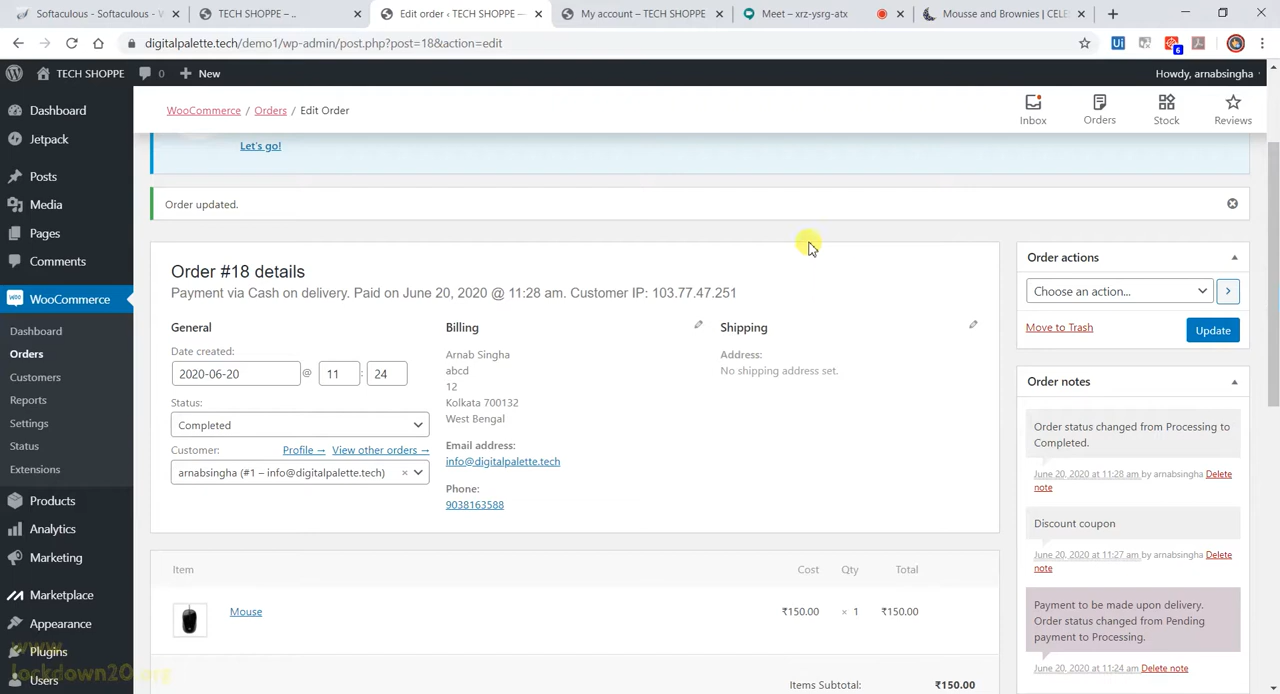 Softaculous - Softaculous - W
TECH SHOPPE – ..
Edit order ‹ TECH SHOPPE —
My account – TECH SHOPPE
Meet – xrz-ysrg-atx
Mousse and Brownies | CELE
digitalpalette.tech/demo1/wp-admin/post.php?post=18&action=edit
6
TECH SHOPPE
0
New
Howdy, arnabsingha
Dashboard
Jetpack
Posts
Media
Pages
Comments
WooCommerce
Dashboard
Orders
Customers
Reports
Settings
Status
Extensions
Products
Analytics
Marketing
Marketplace
Appearance
Plugins
Users
www.
lockdown20.org
WooCommerce / Orders / Edit Order
Inbox
Orders
Stock
Reviews
Let's go!
Order updated.
Order #18 details
Payment via Cash on delivery. Paid on June 20, 2020 @ 11:28 am. Customer IP: 103.77.47.251
General
Date created:
2020-06-20 @ 11 : 24
Status:
Completed
Customer: Profile → View other orders →
arnabsingha (#1 – info@digitalpalette.tech) ×
Billing
Arnab Singha
abcd
12
Kolkata 700132
West Bengal
Email address:
info@digitalpalette.tech
Phone:
9038163588
Shipping
Address:
No shipping address set.
Item Cost Qty Total
Mouse ₹150.00 × 1 ₹150.00
Items Subtotal: ₹150.00
Order actions
Choose an action...
Move to Trash
Update
Order notes
Order status changed from Processing to
Completed.
June 20, 2020 at 11:28 am by arnabsingha Delete
note
Discount coupon
June 20, 2020 at 11:27 am by arnabsingha Delete
note
Payment to be made upon delivery.
Order status changed from Pending
payment to Processing.
June 20, 2020 at 11:24 am Delete note